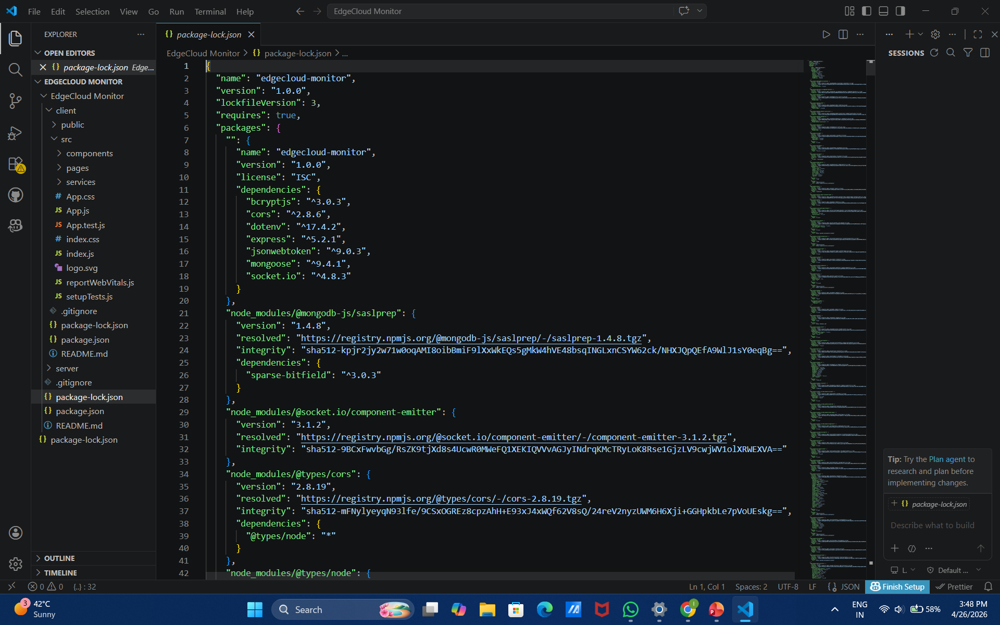 File Edit Selection View Go Run Terminal Help
EdgeCloud Monitor
EXPLORER
OPEN EDITORS
package-lock.json Edge...
EDGECLOUD MONITOR
EdgeCloud Monitor
client
public
src
components
pages
services
# App.css
JS App.js
JS App.test.js
# index.css
JS index.js
logo.svg
JS reportWebVitals.js
JS setupTests.js
.gitignore
{} package-lock.json
{} package.json
README.md
server
.gitignore
{} package-lock.json
{} package.json
README.md
{} package-lock.json
OUTLINE
TIMELINE
{} package-lock.json
EdgeCloud Monitor > {} package-lock.json > ...
1 {
2 "name": "edgecloud-monitor",
3 "version": "1.0.0",
4 "lockfileVersion": 3,
5 "requires": true,
6 "packages": {
7 "": {
8 "name": "edgecloud-monitor",
9 "version": "1.0.0",
10 "license": "ISC",
11 "dependencies": {
12 "bcryptjs": "^3.0.3",
13 "cors": "^2.8.6",
14 "dotenv": "^17.4.2",
15 "express": "^5.2.1",
16 "jsonwebtoken": "^9.0.3",
17 "mongoose": "^9.4.1",
18 "socket.io": "^4.8.3"
19 }
20 },
21 "node_modules/@mongodb-js/saslprep": {
22 "version": "1.4.8",
23 "resolved": "https://registry.npmjs.org/@mongodb-js/saslprep/-/saslprep-1.4.8.tgz",
24 "integrity": "sha512-kpjr2jy2w71w0oqAMI8oibBmiF9lXxWkEQs5gMkW4hVE48bsqINGLxnCSYW62ck/NHXJQpQEfA9WlJ1sY0eqBg==",
25 "dependencies": {
26 "sparse-bitfield": "^3.0.3"
27 }
28 },
29 "node_modules/@socket.io/component-emitter": {
30 "version": "3.1.2",
31 "resolved": "https://registry.npmjs.org/@socket.io/component-emitter/-/component-emitter-3.1.2.tgz",
32 "integrity": "sha512-9BCxFwvbGg/RsZK9tjXd8s4UcwR0MWeFQ1XEKIQVVvAGJyINdrqKMcTRyLoK8Rse1GjzLV9cwjWV1olXRWEXVA=="
33 },
34 "node_modules/@types/cors": {
35 "version": "2.8.19",
36 "resolved": "https://registry.npmjs.org/@types/cors/-/cors-2.8.19.tgz",
37 "integrity": "sha512-mFNylyeyqN93lfe/9CSxOGREz8cpzAhH+E93xJ4xWQf62V8sQ/24reV2nyzUWM6H6Xji+GGHpkbLe7pVoUEskg==",
38 "dependencies": {
39 "@types/node": "*"
40 }
41 },
42 "node_modules/@types/node": {
SESSIONS
Tip: Try the Plan agent to
research and plan before
implementing changes.
+ {} package-lock.json
Describe what to build
L.
Default ...
0 0 {..} : 32
Ln 1, Col 1 Spaces: 2 UTF-8 LF {} JSON Finish Setup Prettier
3 42°C
Sunny
Search
1
ENG
IN
58%
3:48 PM
4/26/2026